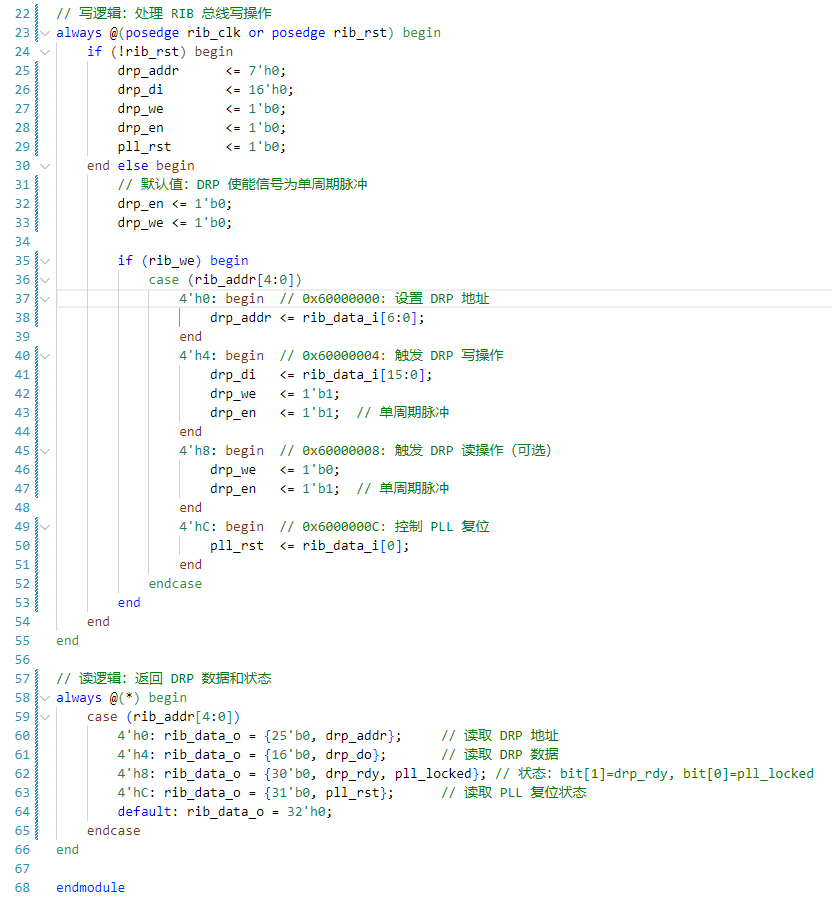 22 // 写逻辑: 处理 RIB 总线写操作
23 always @(posedge rib_clk or posedge rib_rst) begin
24     if (!rib_rst) begin
25         drp_addr      <= 7'h0;
26         drp_di        <= 16'h0;
27         drp_we        <= 1'b0;
28         drp_en        <= 1'b0;
29         pll_rst       <= 1'b0;
30     end else begin
31         // 默认值: DRP 使能信号为单周期脉冲
32         drp_en <= 1'b0;
33         drp_we <= 1'b0;
34
35         if (rib_we) begin
36             case (rib_addr[4:0])
37                 4'h0: begin  // 0x60000000: 设置 DRP 地址
38                     drp_addr <= rib_data_i[6:0];
39                 end
40                 4'h4: begin  // 0x60000004: 触发 DRP 写操作
41                     drp_di   <= rib_data_i[15:0];
42                     drp_we   <= 1'b1;
43                     drp_en   <= 1'b1;  // 单周期脉冲
44                 end
45                 4'h8: begin  // 0x60000008: 触发 DRP 读操作（可选）
46                     drp_we   <= 1'b0;
47                     drp_en   <= 1'b1;  // 单周期脉冲
48                 end
49                 4'hC: begin  // 0x6000000C: 控制 PLL 复位
50                     pll_rst  <= rib_data_i[0];
51                 end
52             endcase
53         end
54     end
55 end
56
57 // 读逻辑: 返回 DRP 数据和状态
58 always @(*) begin
59     case (rib_addr[4:0])
60         4'h0: rib_data_o = {25'b0, drp_addr};     // 读取 DRP 地址
61         4'h4: rib_data_o = {16'b0, drp_do};       // 读取 DRP 数据
62         4'h8: rib_data_o = {30'b0, drp_rdy, pll_locked}; // 状态: bit[1]=drp_rdy, bit[0]=pll_locked
63         4'hC: rib_data_o = {31'b0, pll_rst};      // 读取 PLL 复位状态
64         default: rib_data_o = 32'h0;
65     endcase
66 end
67
68 endmodule